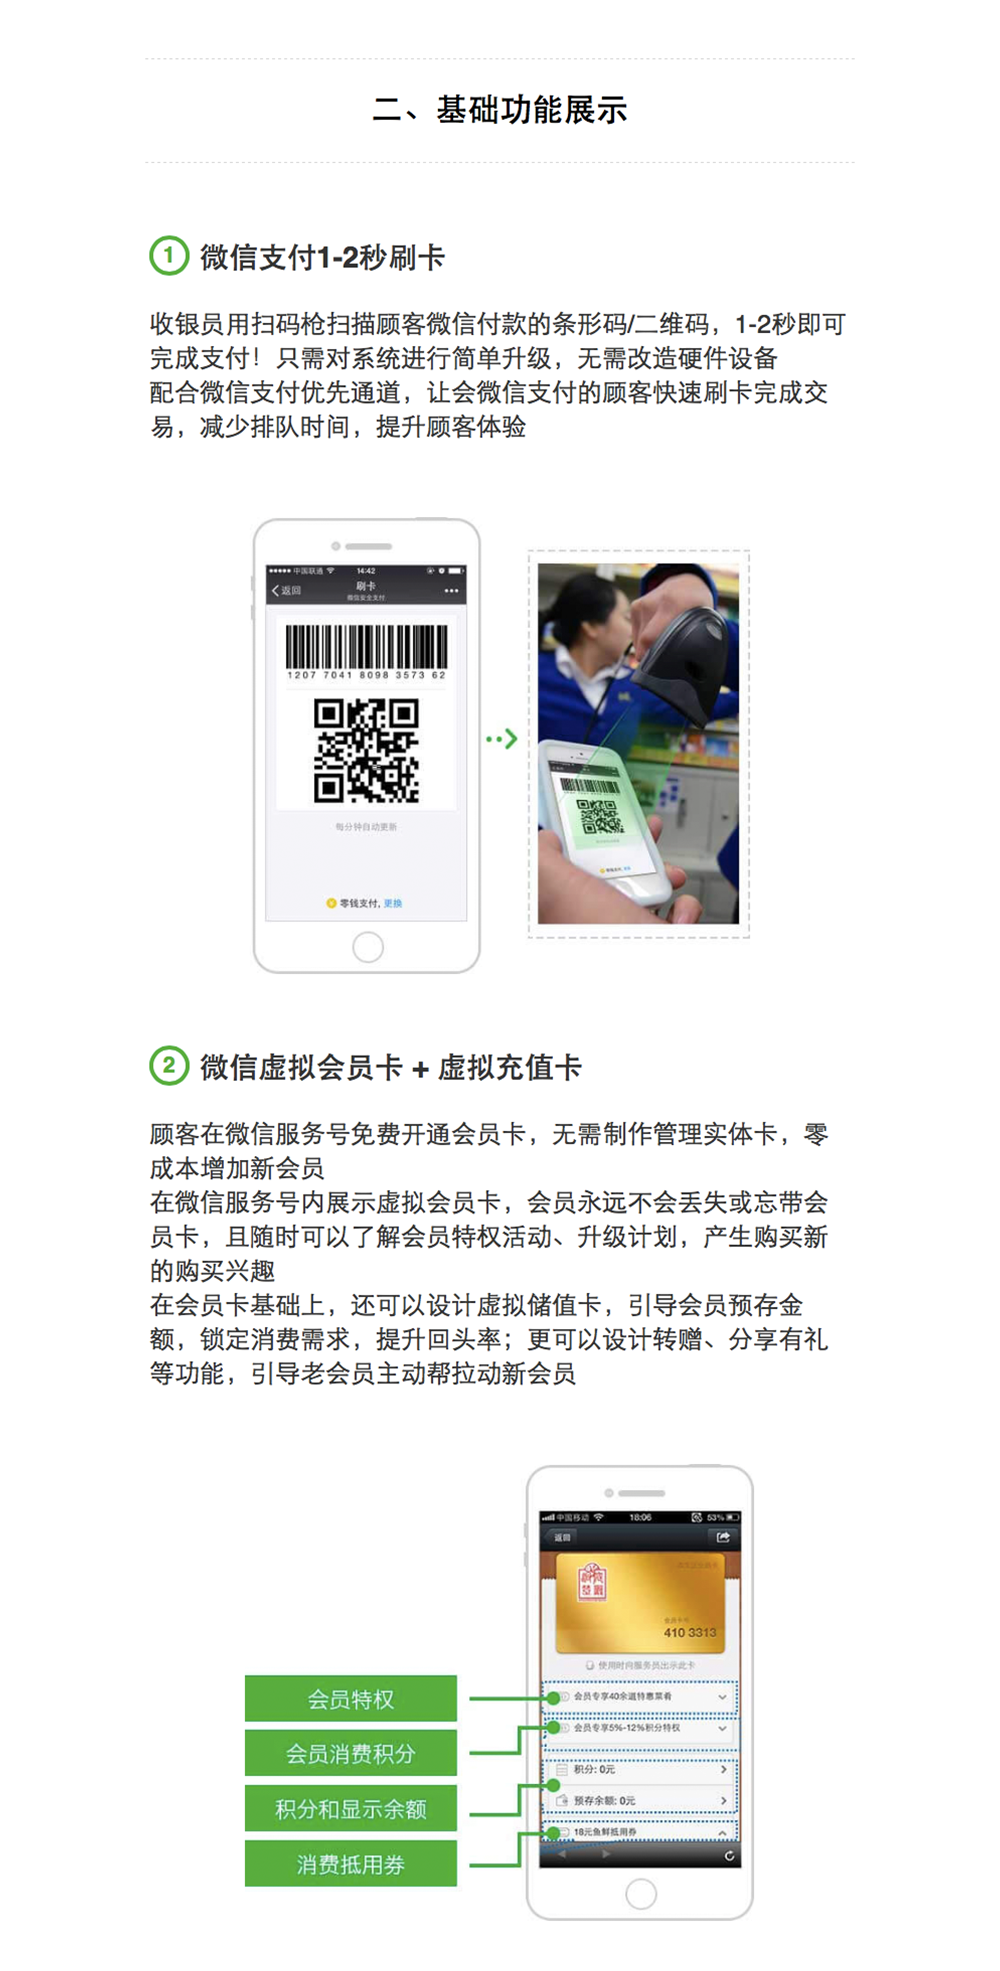 二、基础功能展示
1 微信支付1-2秒刷卡
收银员用扫码枪扫描顾客微信付款的条形码/二维码，1-2秒即可
完成支付！只需对系统进行简单升级，无需改造硬件设备
配合微信支付优先通道，让会微信支付的顾客快速刷卡完成交
易，减少排队时间，提升顾客体验
中国联通 14:42
返回 刷卡
微信安全支付
1207 7041 8098 3573 62
每分钟自动更新
零钱支付, 更换
2 微信虚拟会员卡 + 虚拟充值卡
顾客在微信服务号免费开通会员卡，无需制作管理实体卡，零
成本增加新会员
在微信服务号内展示虚拟会员卡，会员永远不会丢失或忘带会
员卡，且随时可以了解会员特权活动、升级计划，产生购买新
的购买兴趣
在会员卡基础上，还可以设计虚拟储值卡，引导会员预存金
额，锁定消费需求，提升回头率；更可以设计转赠、分享有礼
等功能，引导老会员主动帮拉动新会员
中国移动 18:06 53%
返回
会员卡号
410 3313
使用时向服务员出示此卡
会员特权
会员专享40余道特惠菜肴
会员消费积分
会员专享5%-12%积分特权
积分和显示余额
积分: 0元
预存余额: 0元
消费抵用券
18元鱼鲜抵用券